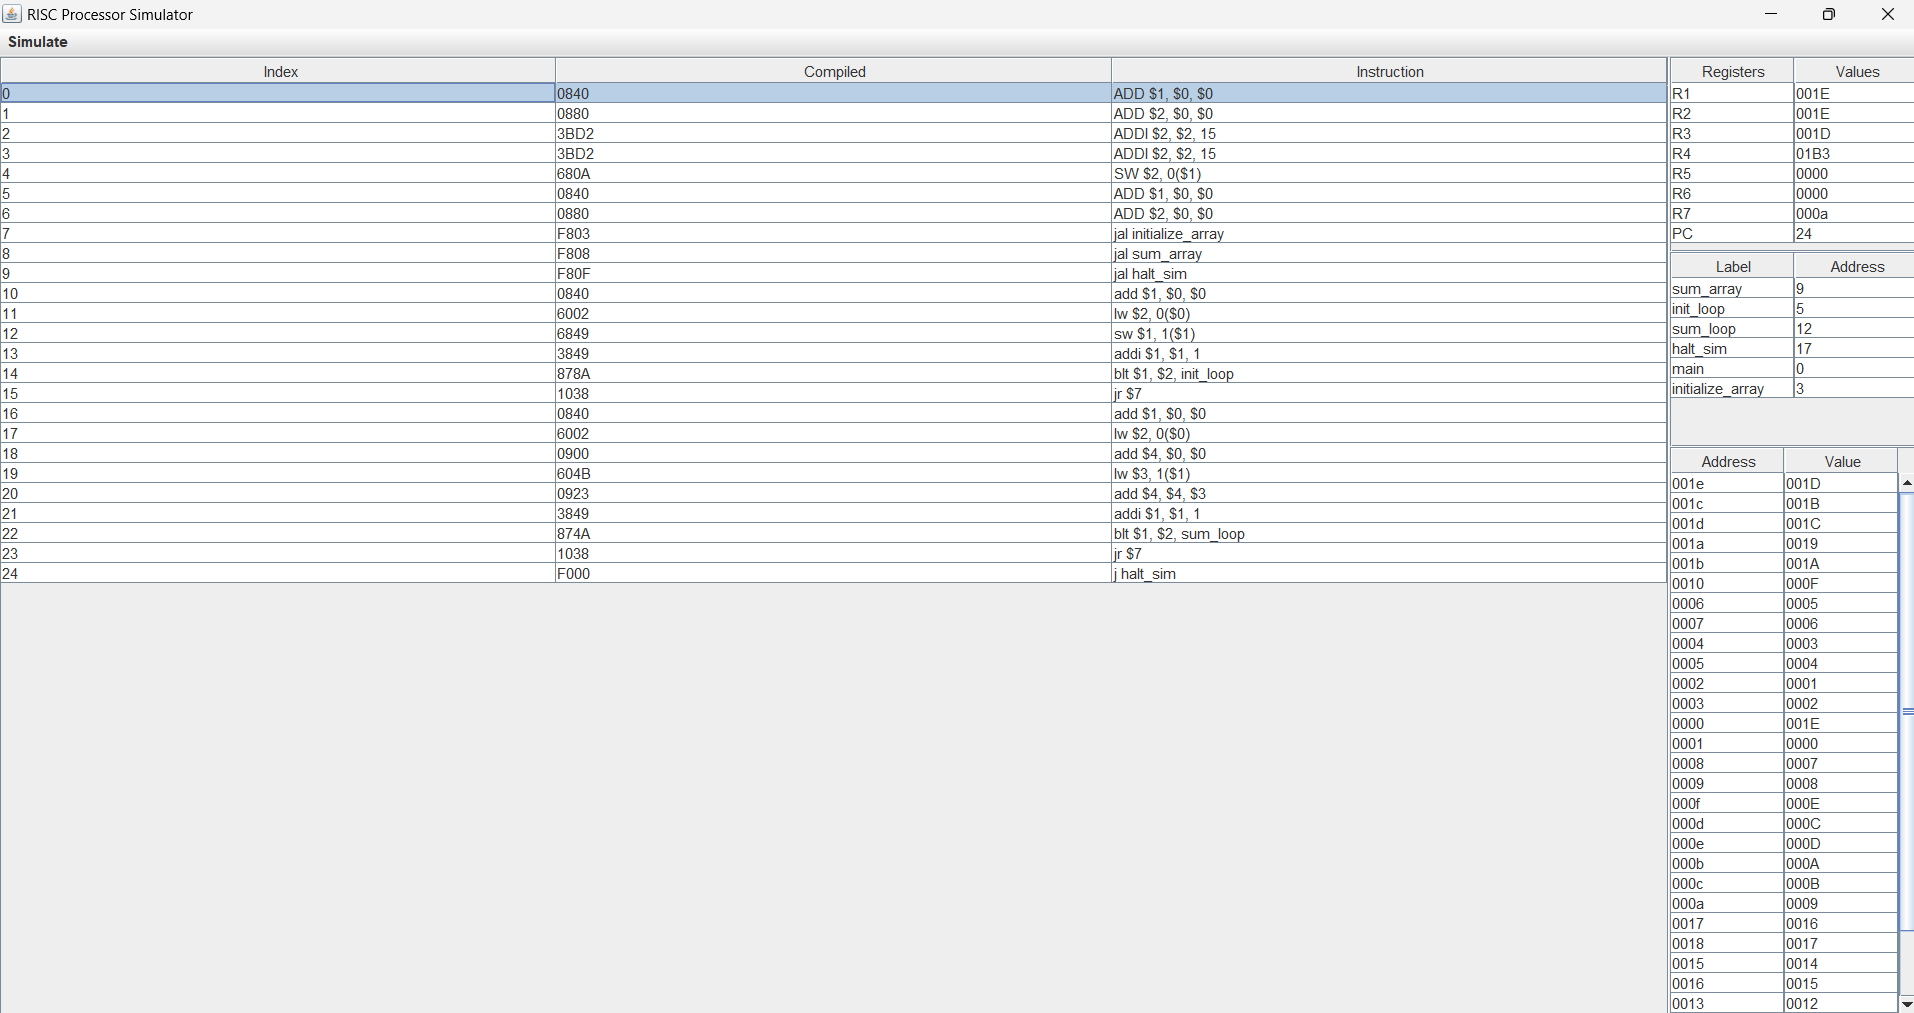 RISC Processor Simulator
Simulate
Index Compiled Instruction
0 0840 ADD $1, $0, $0
1 0880 ADD $2, $0, $0
2 3BD2 ADDI $2, $2, 15
3 3BD2 ADDI $2, $2, 15
4 680A SW $2, 0($1)
5 0840 ADD $1, $0, $0
6 0880 ADD $2, $0, $0
7 F803 jal initialize_array
8 F808 jal sum_array
9 F80F jal halt_sim
10 0840 add $1, $0, $0
11 6002 lw $2, 0($0)
12 6849 sw $1, 1($1)
13 3849 addi $1, $1, 1
14 878A blt $1, $2, init_loop
15 1038 jr $7
16 0840 add $1, $0, $0
17 6002 lw $2, 0($0)
18 0900 add $4, $0, $0
19 604B lw $3, 1($1)
20 0923 add $4, $4, $3
21 3849 addi $1, $1, 1
22 874A blt $1, $2, sum_loop
23 1038 jr $7
24 F000 j halt_sim
Registers Values
R1 001E
R2 001E
R3 001D
R4 01B3
R5 0000
R6 0000
R7 000a
PC 24
Label Address
sum_array 9
init_loop 5
sum_loop 12
halt_sim 17
main 0
initialize_array 3
Address Value
001e 001D
001c 001B
001d 001C
001a 0019
001b 001A
0010 000F
0006 0005
0007 0006
0004 0003
0005 0004
0002 0001
0003 0002
0000 001E
0001 0000
0008 0007
0009 0008
000f 000E
000d 000C
000e 000D
000b 000A
000c 000B
000a 0009
0017 0016
0018 0017
0015 0014
0016 0015
0013 0012